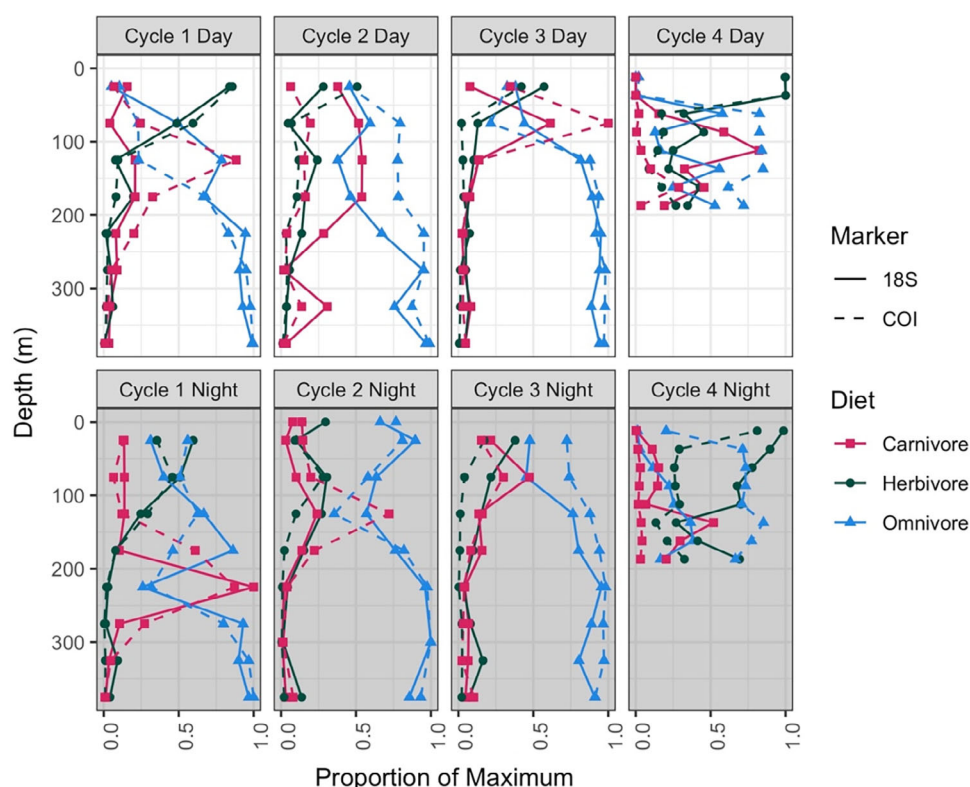 Cycle 1 Day
Cycle 2 Day
Cycle 3 Day
Cycle 4 Day
0
100
200
300
Cycle 1 Night
Cycle 2 Night
Cycle 3 Night
Cycle 4 Night
0
100
200
300
0.0
0.5
1.0
0.0
0.5
1.0
0.0
0.5
1.0
0.0
0.5
1.0
Depth (m)
Proportion of Maximum
Marker
18S
COI
Diet
Carnivore
Herbivore
Omnivore